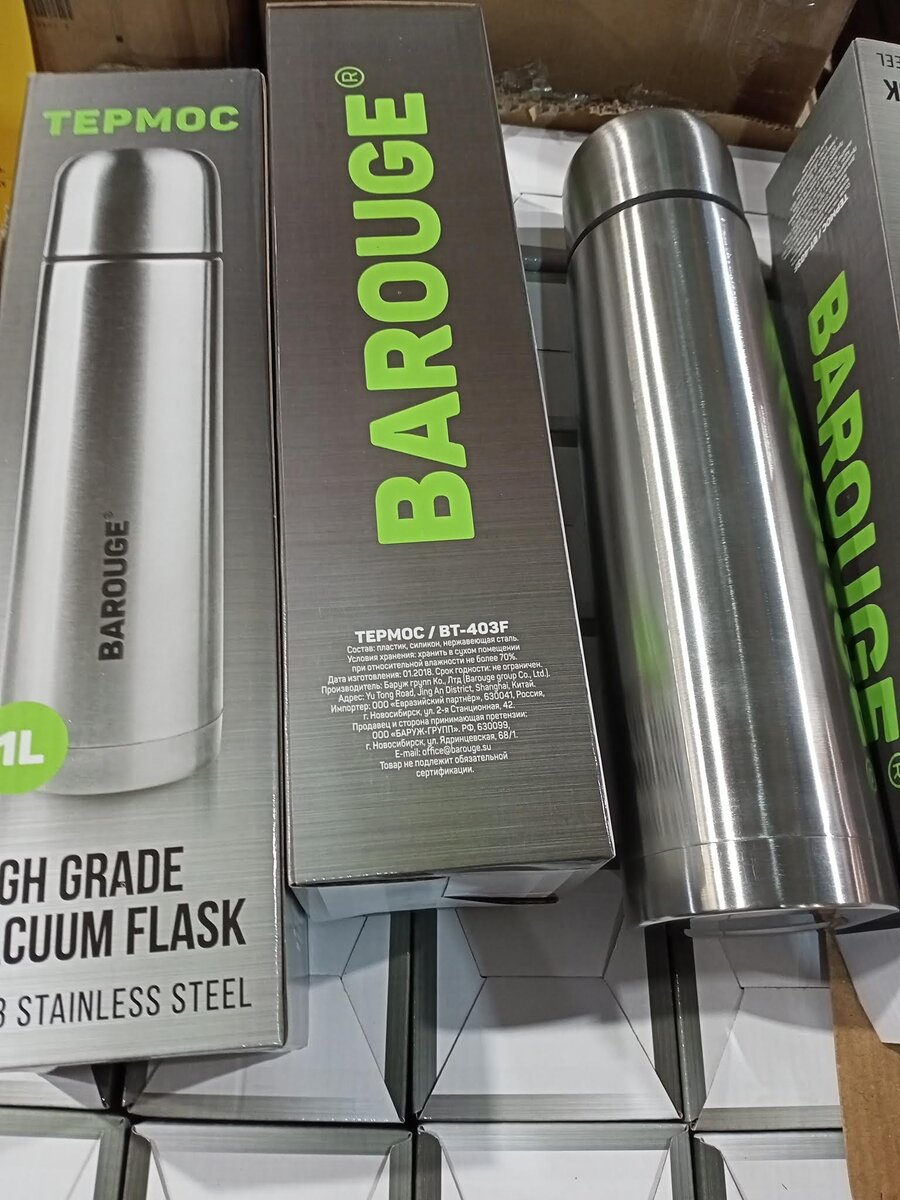 ТЕРМОС
BAROUGE®
1L
GH GRADE
CUUM FLASK
STAINLESS STEEL
BAROUGE®
ТЕРМОС / BT-403F
Состав: пластик, силикон, нержавеющая сталь.
Условия хранения: хранить в сухом помещении
при относительной влажности не более 70%.
Дата изготовления: 01.2018. Срок годности: не ограничен.
Производитель: Баруж групп Ко., Лтд (Barouge group Co., Ltd.).
Адрес: Yu Tong Road, Jing An District, Shanghai, Китай.
Импортер: ООО «Евразийский партнёр» 630041, Россия,
г. Новосибирск, ул. 2-я Станционная, 42.
Продавец и сторона принимающая претензии:
ООО «БАРУЖ-ГРУПП». РФ, 630099,
г. Новосибирск, ул. Ядринцевская, 68/1.
E-mail: office@barouge.su
Товар не подлежит обязательной
сертификации.
BAROUGE®